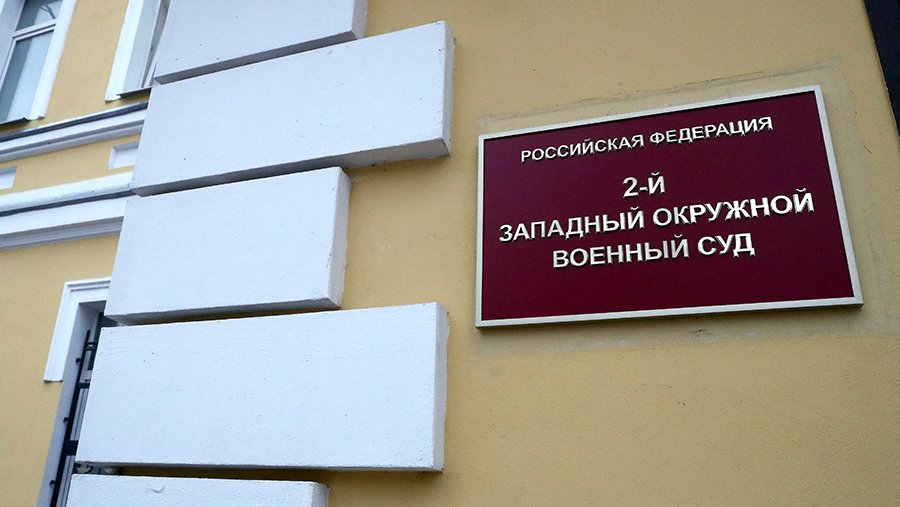 РОССИЙСКАЯ ФЕДЕРАЦИЯ
2-Й
ЗАПАДНЫЙ ОКРУЖНОЙ
ВОЕННЫЙ СУД